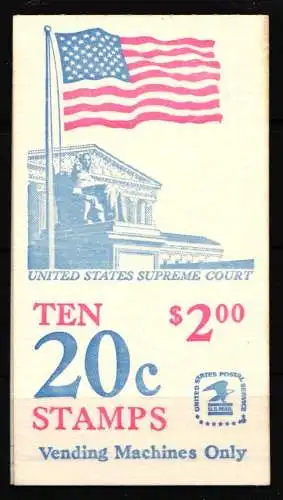 UNITED STATES SUPREME COURT
TEN
$2.00
20c
STAMPS
UNITED STATES POSTAL SERVICE
U.S.MAIL
Vending Machines Only